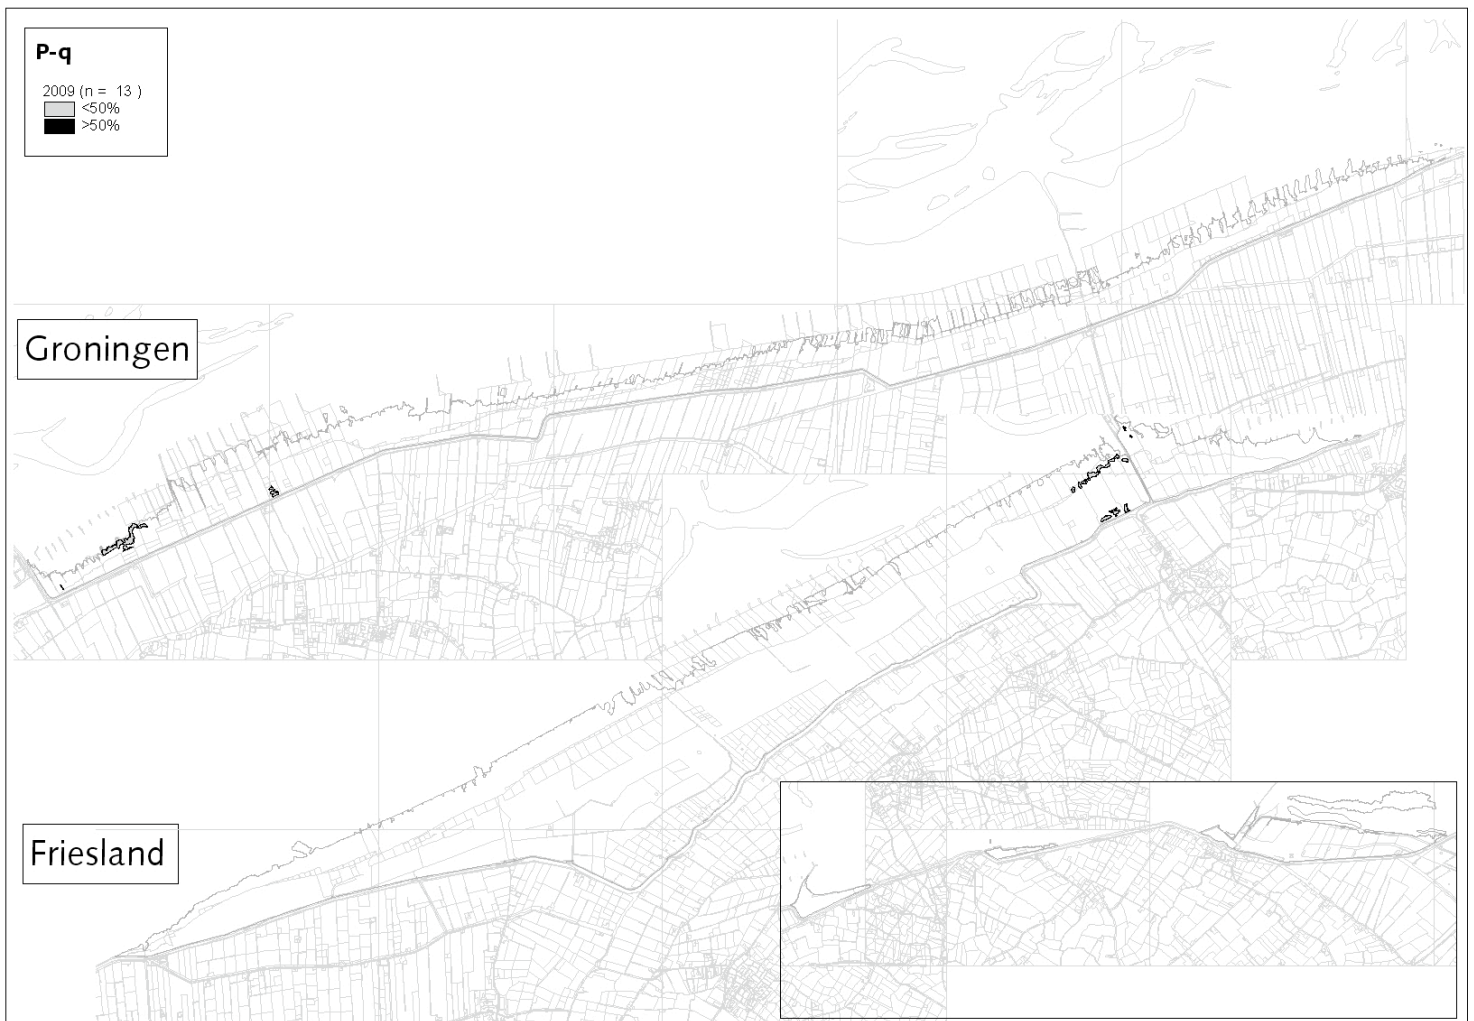 P-q
2009 (n = 13 )
<50%
>50%
Groningen
Friesland